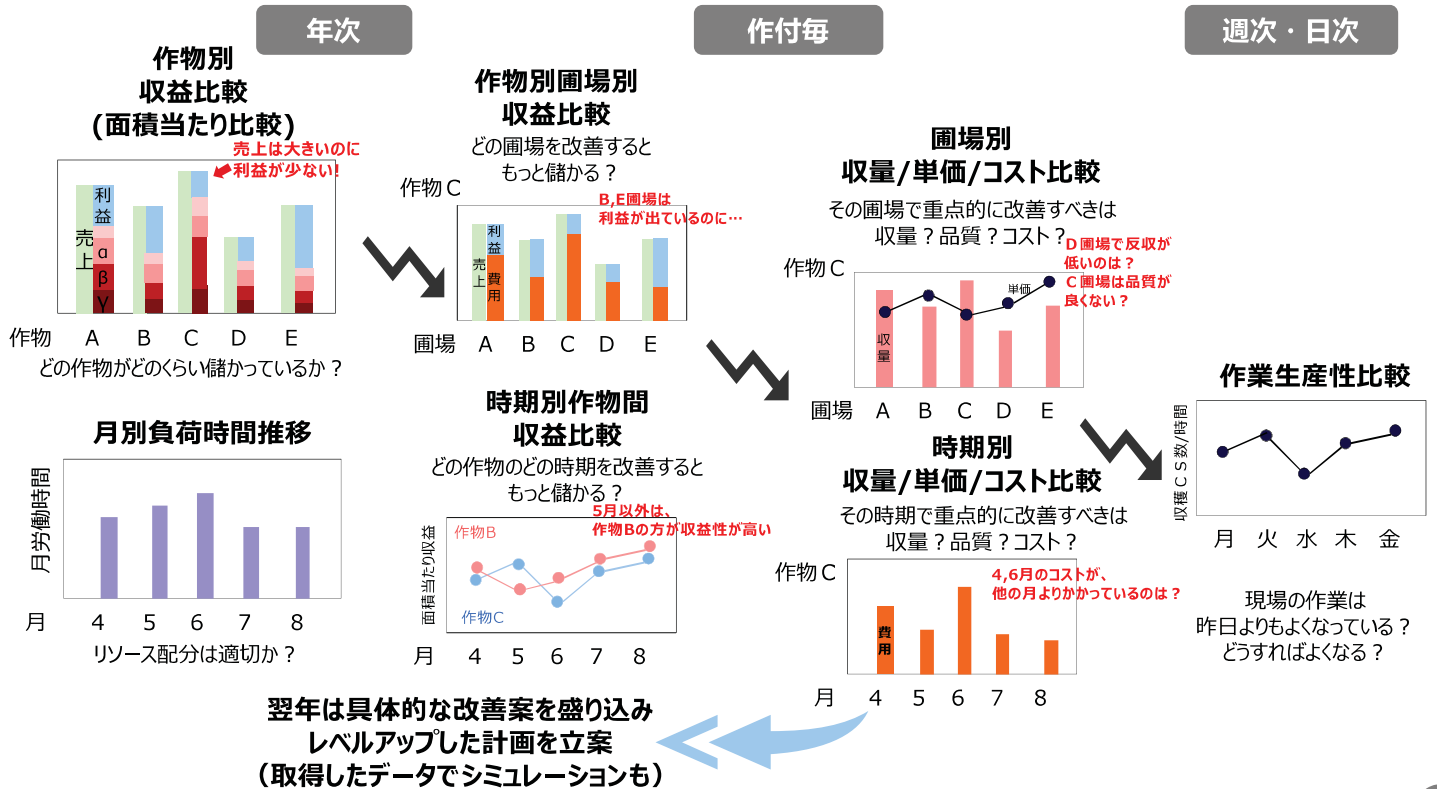 年次
作付毎
週次・日次
作物別
収益比較
(面積当たり比較)
売上は大きいのに
利益が少ない!
利益
売上
α
β
γ
作物 A B C D E
どの作物がどのくらい儲かっているか？
月別負荷時間推移
月労働時間
月 4 5 6 7 8
リソース配分は適切か？
作物別圃場別
収益比較
どの圃場を改善すると
もっと儲かる？
作物C
B,E圃場は
利益が出ているのに…
利益
売上
費用
圃場 A B C D E
時期別作物間
収益比較
どの作物のどの時期を改善すると
もっと儲かる？
5月以外は、
作物Bの方が収益性が高い
作物B
作物C
面積当たり収益
月 4 5 6 7 8
圃場別
収量/単価/コスト比較
その圃場で重点的に改善すべきは
収量？品質？コスト？
D圃場で反収が
低いのは？
C圃場は品質が
良くない？
作物C
単価
収量
圃場 A B C D E
時期別
収量/単価/コスト比較
その時期で重点的に改善すべきは
収量？品質？コスト？
作物C
4,6月のコストが、
他の月よりかかっているのは？
費用
月 4 5 6 7 8
作業生産性比較
収穫CS数/時間
月 火 水 木 金
現場の作業は
昨日よりもよくなっている？
どうすればよくなる？
翌年は具体的な改善案を盛り込み
レベルアップした計画を立案
（取得したデータでシミュレーションも）